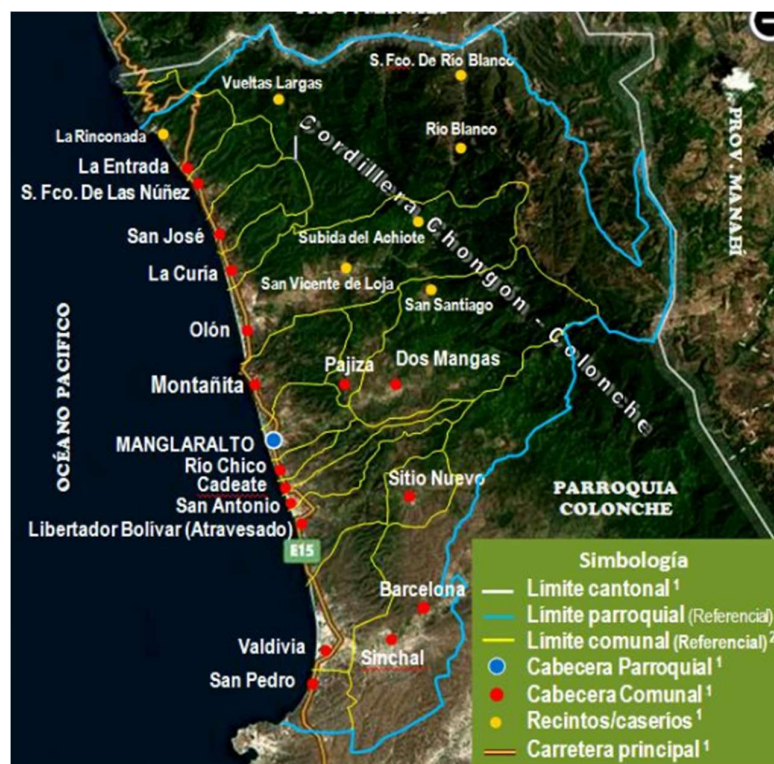 S. Fco. De Río Blanco
Vueltas Largas
La Rinconada
Río Blanco
Cordillera Chongon - Colonche
PROV. MANABÍ
La Entrada
S. Fco. De Las Núñez
San José
Subida del Achiote
La Curía
San Vicente de Loja
San Santiago
Olón
OCÉANO PACIFICO
Montañita
Pajiza
Dos Mangas
MANGLARALTO
Río Chico
Cadeate
Sitio Nuevo
San Antonio
PARROQUIA
COLONCHE
Libertador Bolívar (Atravesado)
E15
Barcelona
Valdivia
Sinchal
San Pedro
Simbología
Límite cantonal ¹
Límite parroquial (Referencial)
Límite comunal (Referencial) ²
Cabecera Parroquial ¹
Cabecera Comunal ¹
Recintos/caseríos ¹
Carretera principal ¹